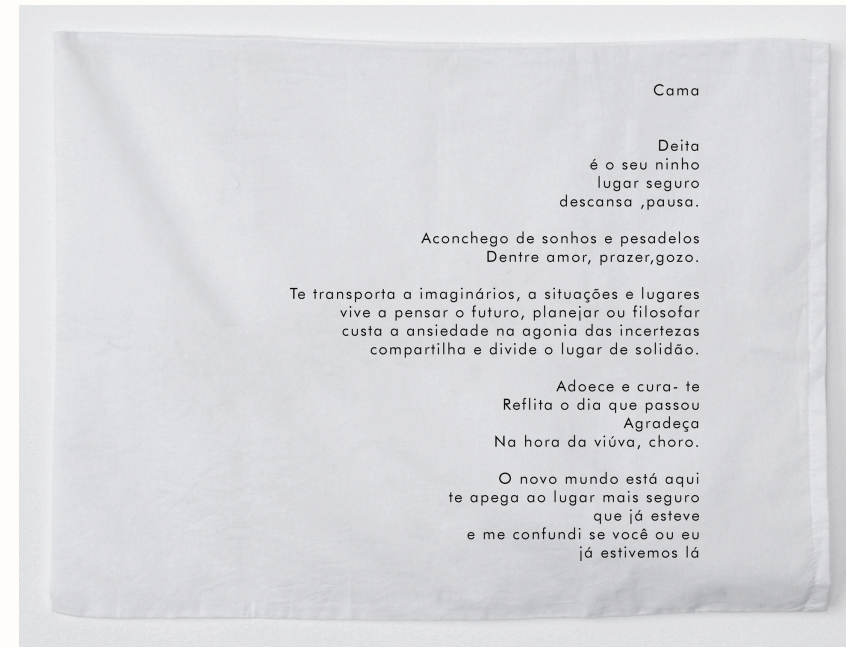 Cama
Deita
é o seu ninho
lugar seguro
descansa ,pausa.
Aconchego de sonhos e pesadelos
Dentre amor, prazer,gozo.
Te transporta a imaginários, a situações e lugares
vive a pensar o futuro, planejar ou filosofar
custa a ansiedade na agonia das incertezas
compartilha e divide o lugar de solidão.
Adoece e cura- te
Reflita o dia que passou
Agradeça
Na hora da viúva, choro.
O novo mundo está aqui
te apega ao lugar mais seguro
que já esteve
e me confundi se você ou eu
já estivemos lá